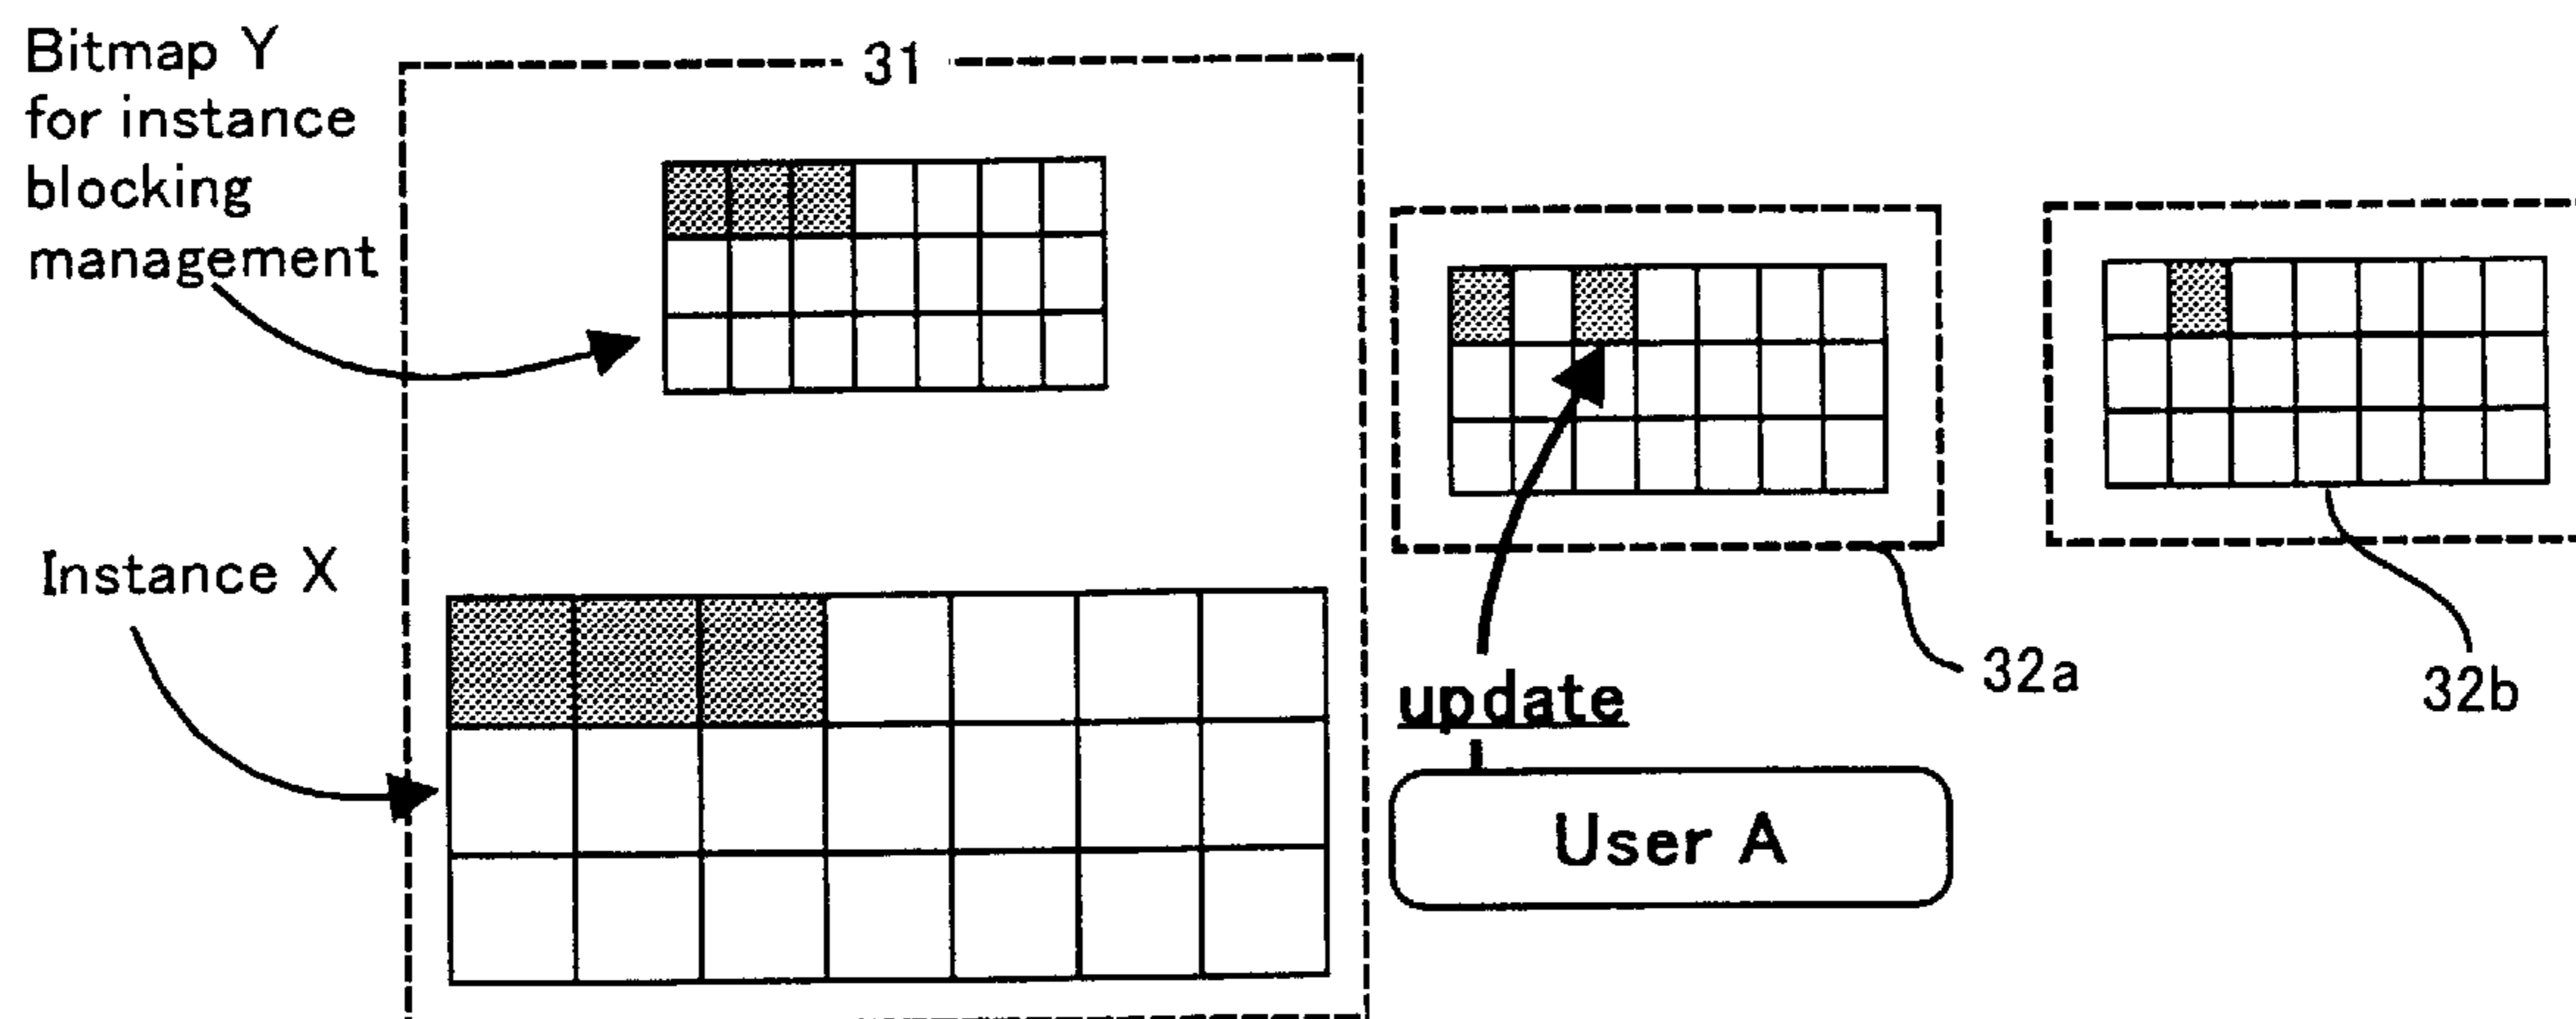 Bitmap Y
for instance
blocking
management
31
Instance X
32a
32b
update
User A